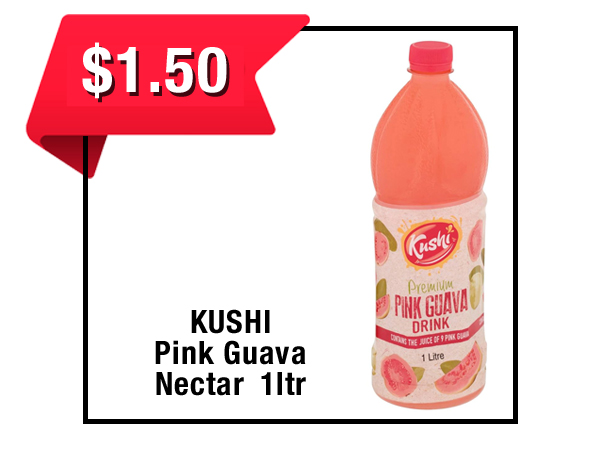 $1.50
Kushi
Premium
PINK GUAVA
DRINK
CONTAINS THE JUICE OF 9 PINK GUAVA
1 Litre
KUSHI
Pink Guava
Nectar 1ltr